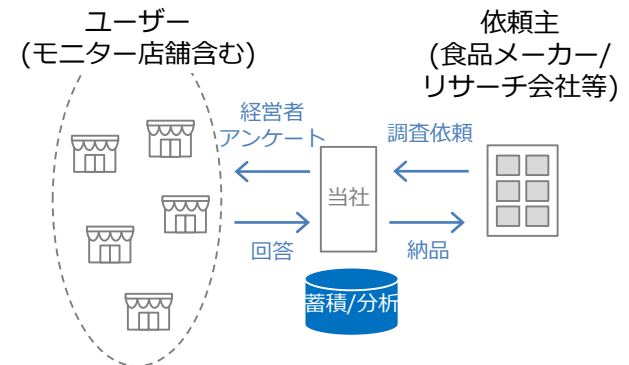 ユーザー
(モニター店舗含む)
依頼主
(食品メーカー/
リサーチ会社等)
経営者
アンケート
調査依頼
当社
回答
納品
蓄積/分析